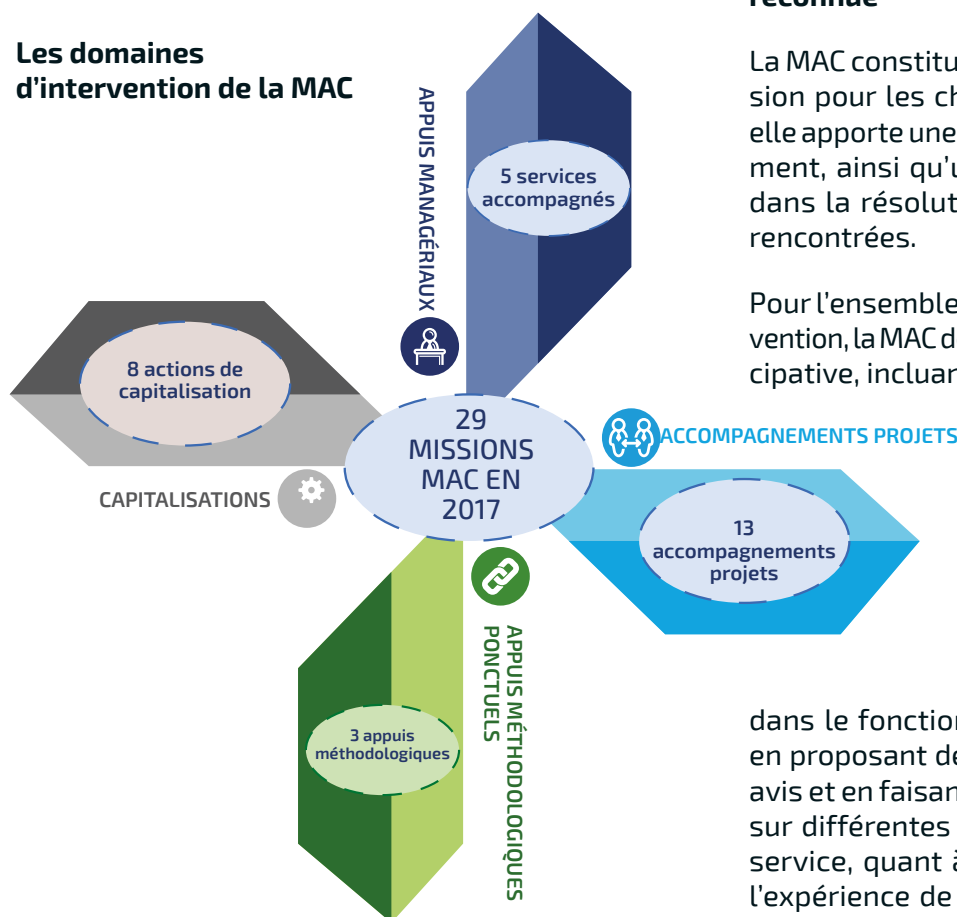 Les domaines
d'intervention de la MAC
APPUIS MANAGÉRIAUX
5 services
accompagnés
8 actions de
capitalisation
CAPITALISATIONS
29
MISSIONS
MAC EN
2017
ACCOMPAGNEMENTS PROJETS
13
accompagnements
projets
APPUIS MÉTHODOLOGIQUES
PONCTUELS
3 appuis
méthodologiques
reconnue
La MAC constitu
sion pour les ch
elle apporte une
ment, ainsi qu'u
dans la résolut
rencontrées.
Pour l'ensemble
vention, la MAC d
cipative, incluan
dans le fonction
en proposant de
avis et en faisan
sur différentes
service, quant à
l'expérience de